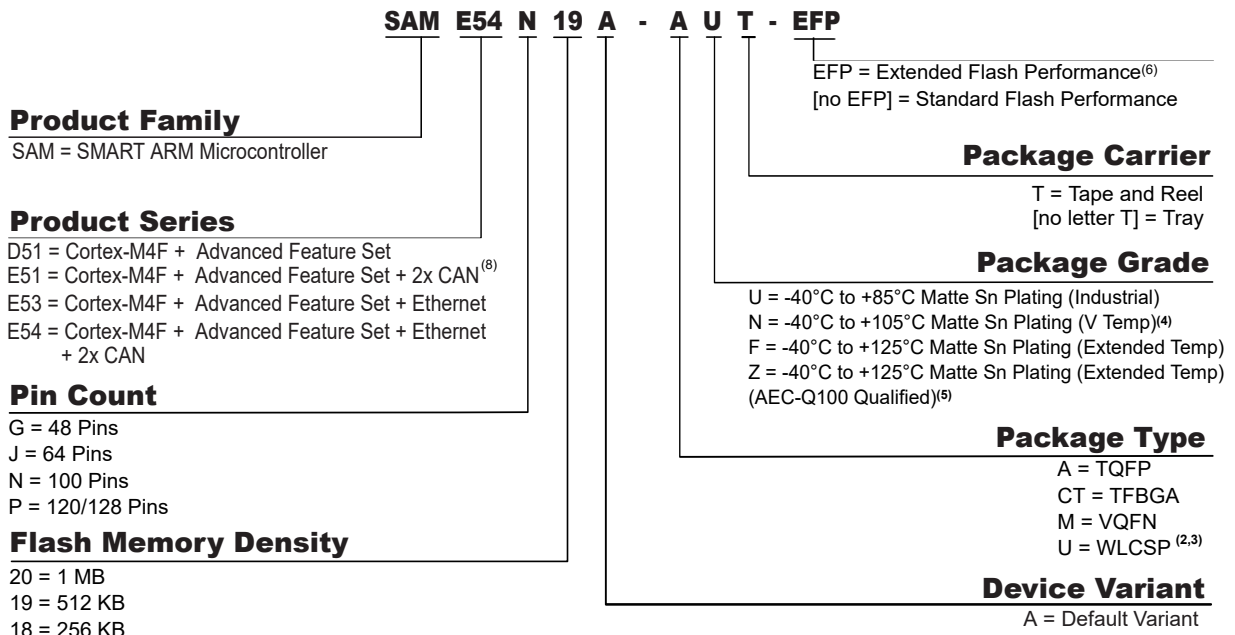 SAM E54 N 19 A - A U T - EFP
EFP = Extended Flash Performance(6)
[no EFP] = Standard Flash Performance
Product Family
SAM = SMART ARM Microcontroller
Product Series
D51 = Cortex-M4F + Advanced Feature Set
E51 = Cortex-M4F + Advanced Feature Set + 2x CAN(8)
E53 = Cortex-M4F + Advanced Feature Set + Ethernet
E54 = Cortex-M4F + Advanced Feature Set + Ethernet
+ 2x CAN
Pin Count
G = 48 Pins
J = 64 Pins
N = 100 Pins
P = 120/128 Pins
Flash Memory Density
20 = 1 MB
19 = 512 KB
18 = 256 KB
Package Carrier
T = Tape and Reel
[no letter T] = Tray
Package Grade
U = -40°C to +85°C Matte Sn Plating (Industrial)
N = -40°C to +105°C Matte Sn Plating (V Temp)(4)
F = -40°C to +125°C Matte Sn Plating (Extended Temp)
Z = -40°C to +125°C Matte Sn Plating (Extended Temp)
(AEC-Q100 Qualified)(5)
Package Type
A = TQFP
CT = TFBGA
M = VQFN
U = WLCSP (2,3)
Device Variant
A = Default Variant